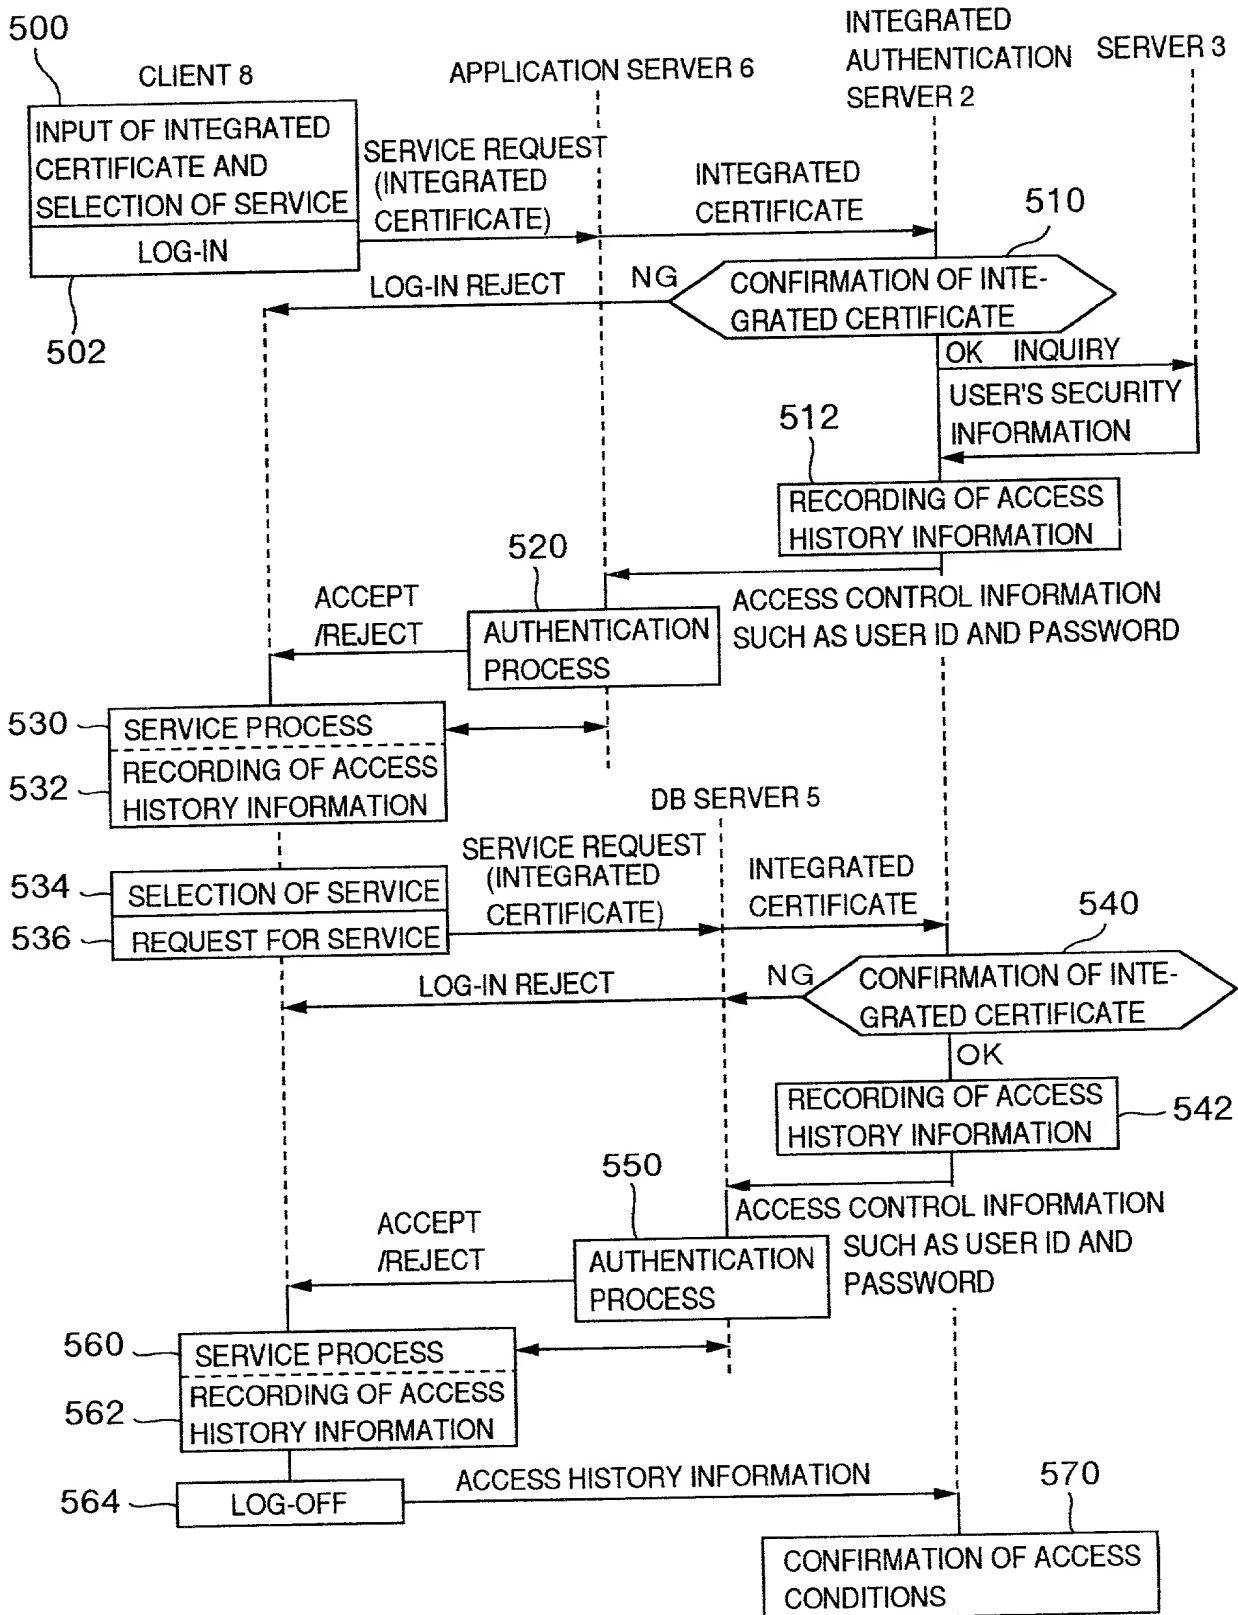 500
CLIENT 8
APPLICATION SERVER 6
INTEGRATED
AUTHENTICATION
SERVER 2
SERVER 3
INPUT OF INTEGRATED
CERTIFICATE AND
SELECTION OF SERVICE
LOG-IN
502
SERVICE REQUEST
(INTEGRATED
CERTIFICATE)
INTEGRATED
CERTIFICATE
510
LOG-IN REJECT
NG
CONFIRMATION OF INTE-
GRATED CERTIFICATE
OK INQUIRY
USER'S SECURITY
INFORMATION
512
RECORDING OF ACCESS
HISTORY INFORMATION
520
ACCEPT
/REJECT
AUTHENTICATION
PROCESS
ACCESS CONTROL INFORMATION
SUCH AS USER ID AND PASSWORD
530
SERVICE PROCESS
532
RECORDING OF ACCESS
HISTORY INFORMATION
DB SERVER 5
534
SELECTION OF SERVICE
536
REQUEST FOR SERVICE
SERVICE REQUEST
(INTEGRATED
CERTIFICATE)
INTEGRATED
CERTIFICATE
540
LOG-IN REJECT
NG
CONFIRMATION OF INTE-
GRATED CERTIFICATE
OK
RECORDING OF ACCESS
HISTORY INFORMATION
542
550
ACCEPT
/REJECT
AUTHENTICATION
PROCESS
ACCESS CONTROL INFORMATION
SUCH AS USER ID AND
PASSWORD
560
SERVICE PROCESS
562
RECORDING OF ACCESS
HISTORY INFORMATION
564
LOG-OFF
ACCESS HISTORY INFORMATION
570
CONFIRMATION OF ACCESS
CONDITIONS